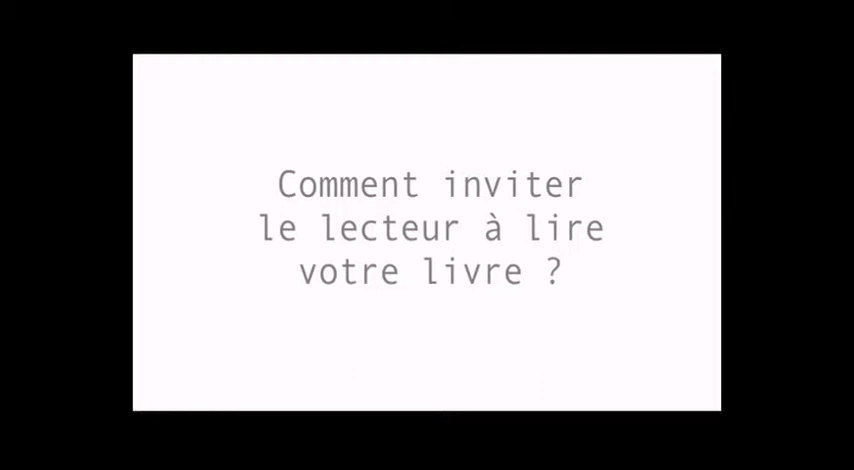 Comment inviter
le lecteur à lire
votre livre ?